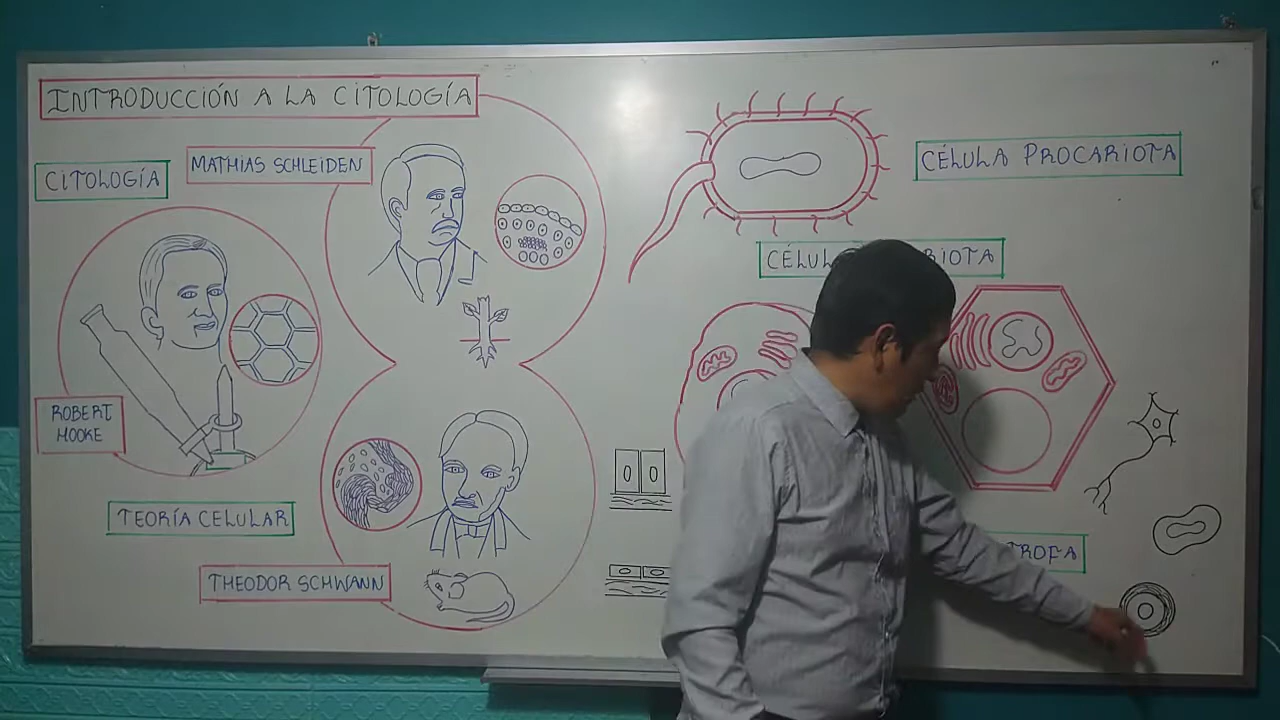 INTRODUCCIÓN A LA CITOLOGÍA
CITOLOGÍA
MATHIAS SCHLEIDEN
ROBERT
HOOKE
TEORÍA CELULAR
THEODOR SCHWANN
CÉLULA PROCARIOTA